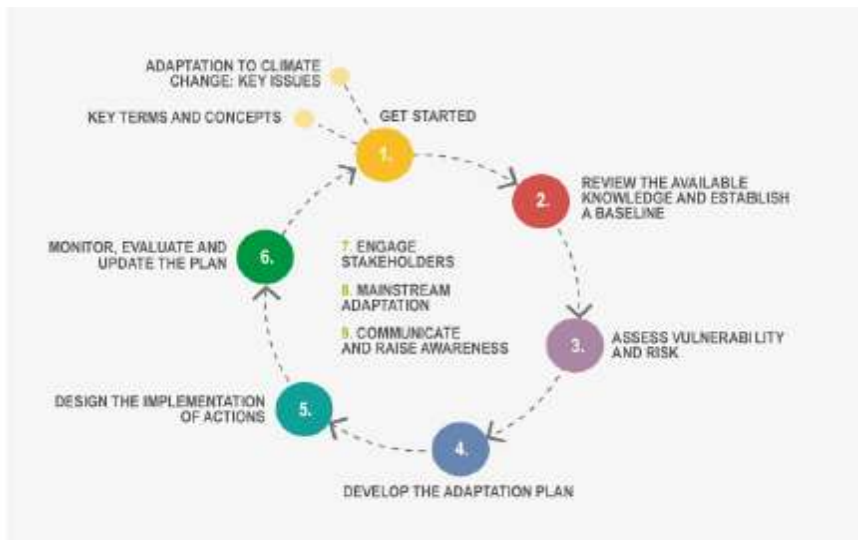 ADAPTATION TO CLIMATE
CHANGE: KEY ISSUES
KEY TERMS AND CONCEPTS
GET STARTED
1.
2.
REVIEW THE AVAILABLE
KNOWLEDGE AND ESTABLISH
A BASELINE
3.
ASSESS VULNERABILITY
AND RISK
4.
DEVELOP THE ADAPTATION PLAN
5.
DESIGN THE IMPLEMENTATION
OF ACTIONS
6.
MONITOR, EVALUATE AND
UPDATE THE PLAN
7. ENGAGE
STAKEHOLDERS
8. MAINSTREAM
ADAPTATION
9. COMMUNICATE
AND RAISE AWARENESS